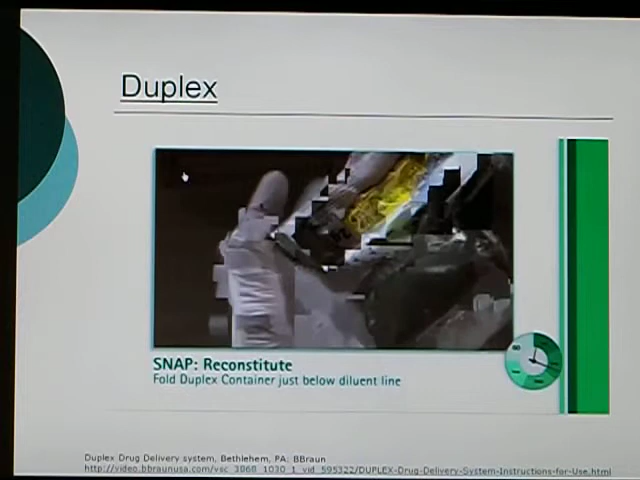 Duplex
SNAP: Reconstitute
Fold Duplex Container just below diluent line
Duplex Drug Delivery system, Bethlehem, PA: BBraun
http://video.bbraunusa.com/vsc_3868_1030_1_vid_595322/DUPLEX-Drug-Delivery-System-Instructions-for-Use.html